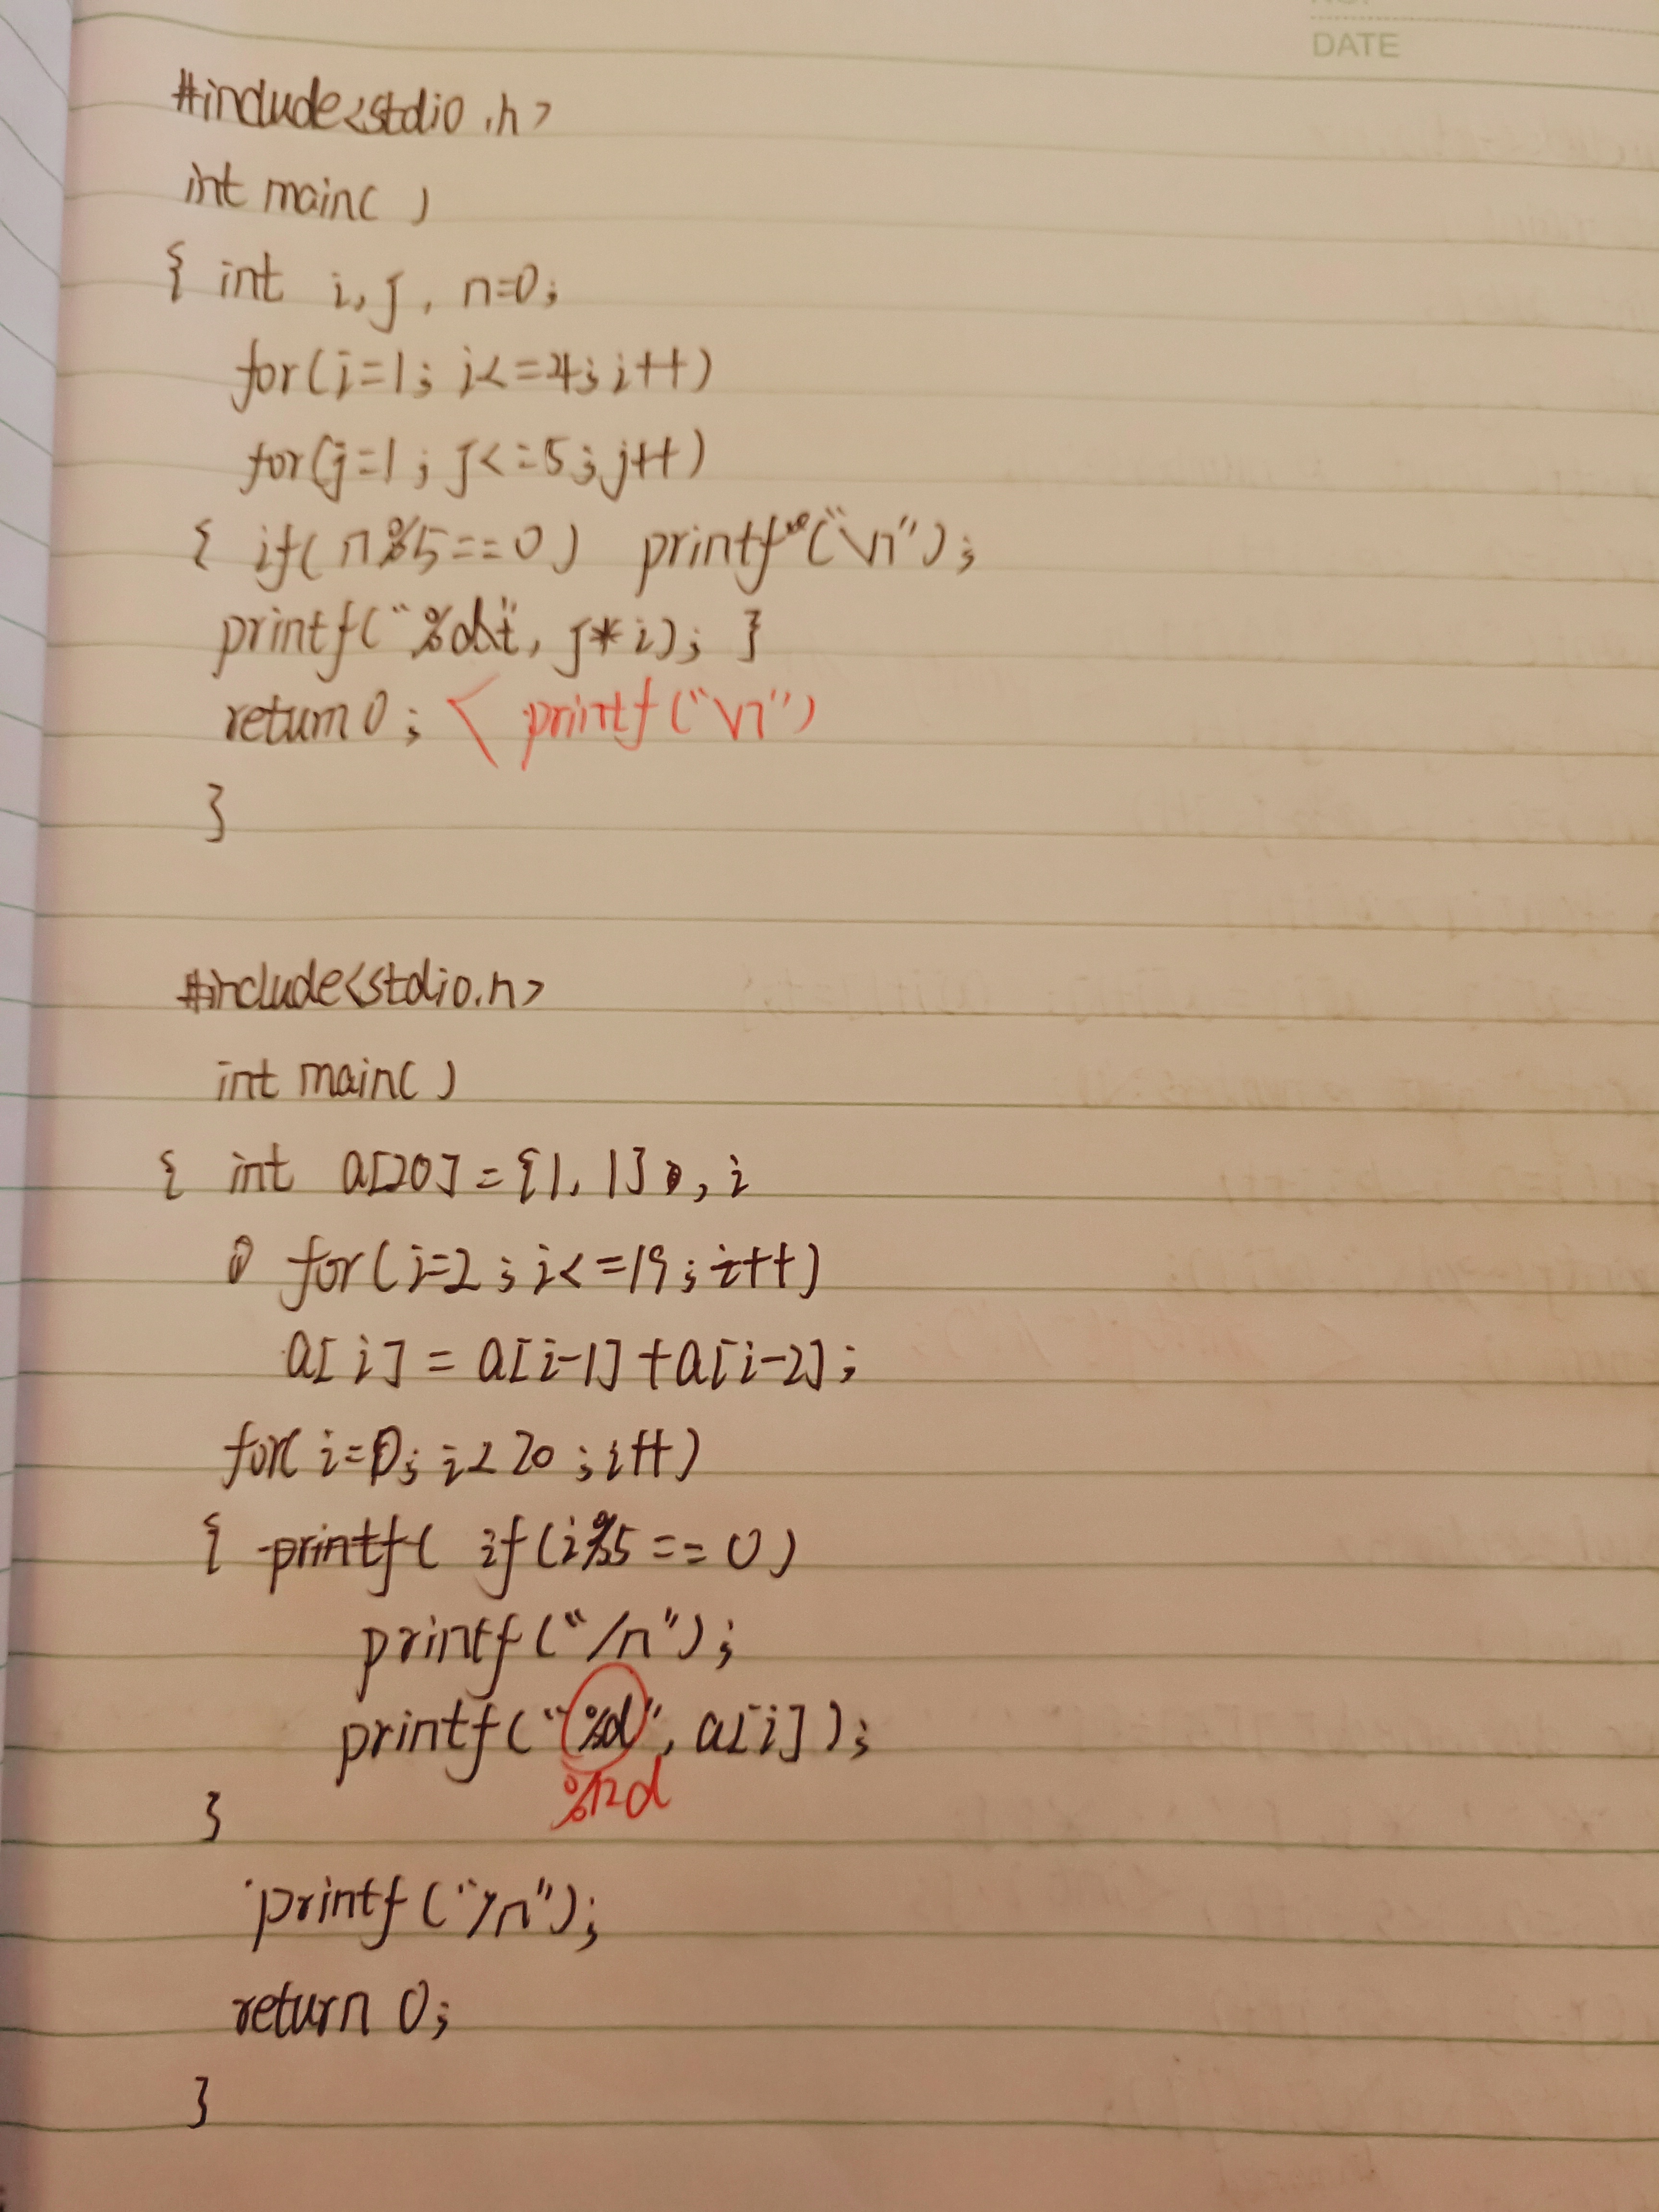 DATE
#include<stdio.h>
int main( )
{ int i, j, n=0;
for(i=1; i<=4; i++)
for(j=1; j<=5; j++)
{ if(n%5==0) printf("\n");
printf("%d\t", j*i); }
return 0; < printf("\n")
}
#include<stdio.h>
int main( )
{ int a[20]={1, 1}, i
for(i=2; i<=19; i++)
a[i] = a[i-1]+a[i-2];
for(i=0; i<20; i++)
{ printf( if(i%5==0)
printf("/n");
printf("%d", a[i]);
%12d
}
printf("/n");
return 0;
}